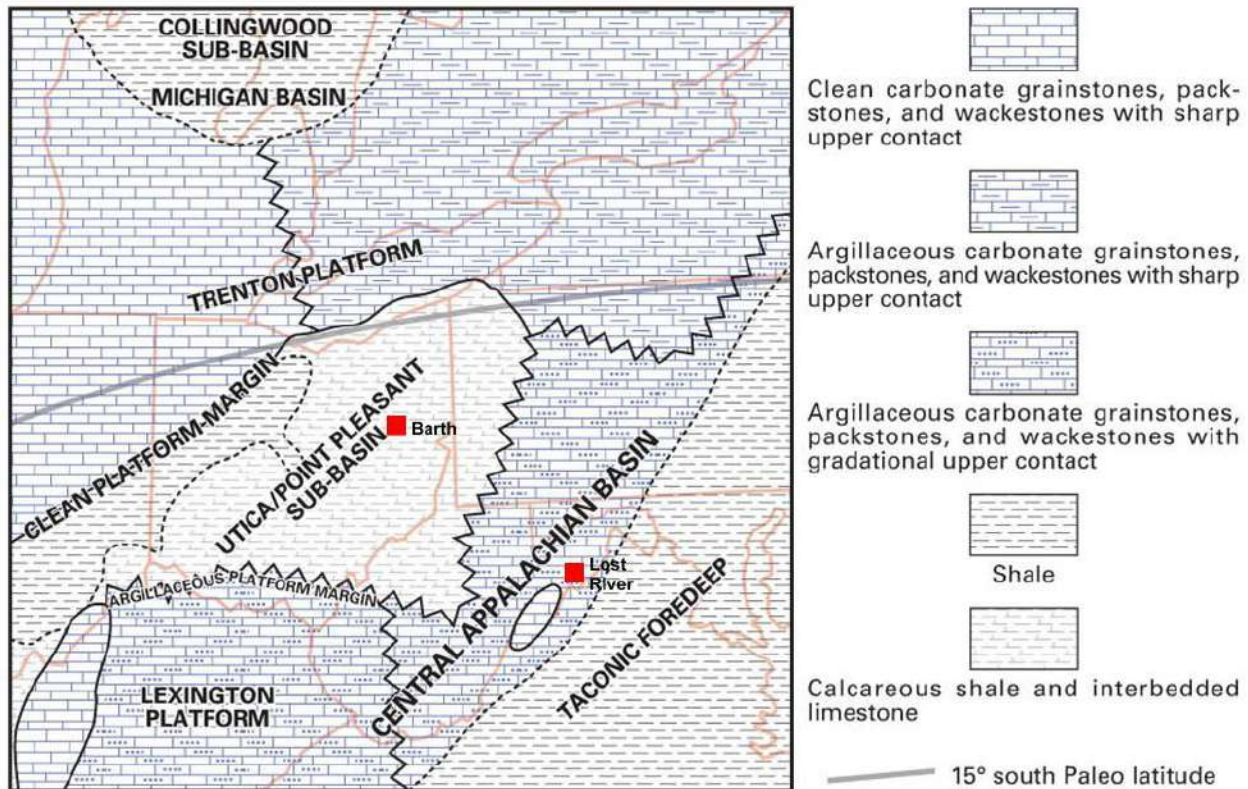 COLLINGWOOD
SUB-BASIN
MICHIGAN BASIN
TRENTON PLATFORM
CLEAN PLATFORM MARGIN
UTICA/POINT PLEASANT
SUB-BASIN
Barth
ARGILLACEOUS PLATFORM MARGIN
LEXINGTON
PLATFORM
CENTRAL APPALACHIAN BASIN
Lost
River
TACONIC FOREDEEP
Clean carbonate grainstones, pack-
stones, and wackestones with sharp
upper contact
Argillaceous carbonate grainstones,
packstones, and wackestones with sharp
upper contact
Argillaceous carbonate grainstones,
packstones, and wackestones with
gradational upper contact
Shale
Calcareous shale and interbedded
limestone
15° south Paleo latitude